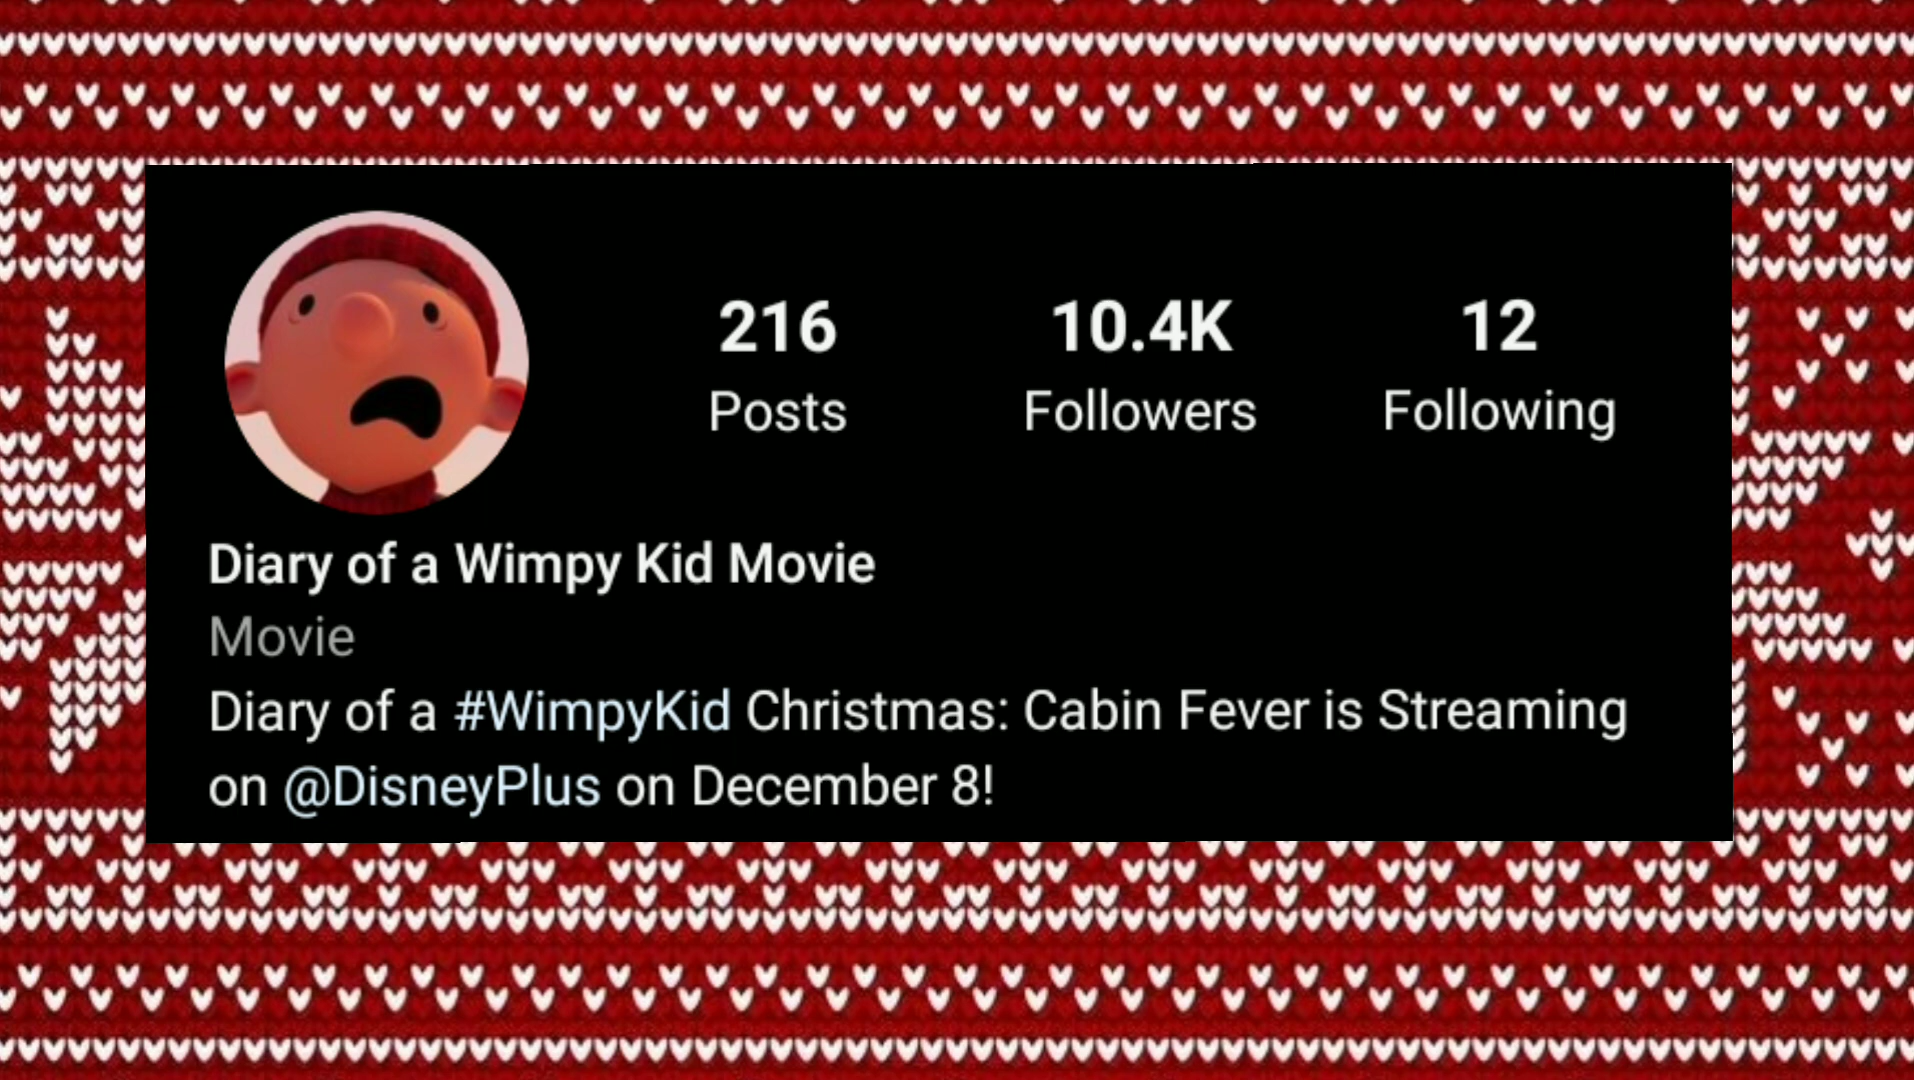 216 10.4K 12
Posts Followers Following
Diary of a Wimpy Kid Movie
Movie
Diary of a #WimpyKid Christmas: Cabin Fever is Streaming
on @DisneyPlus on December 8!